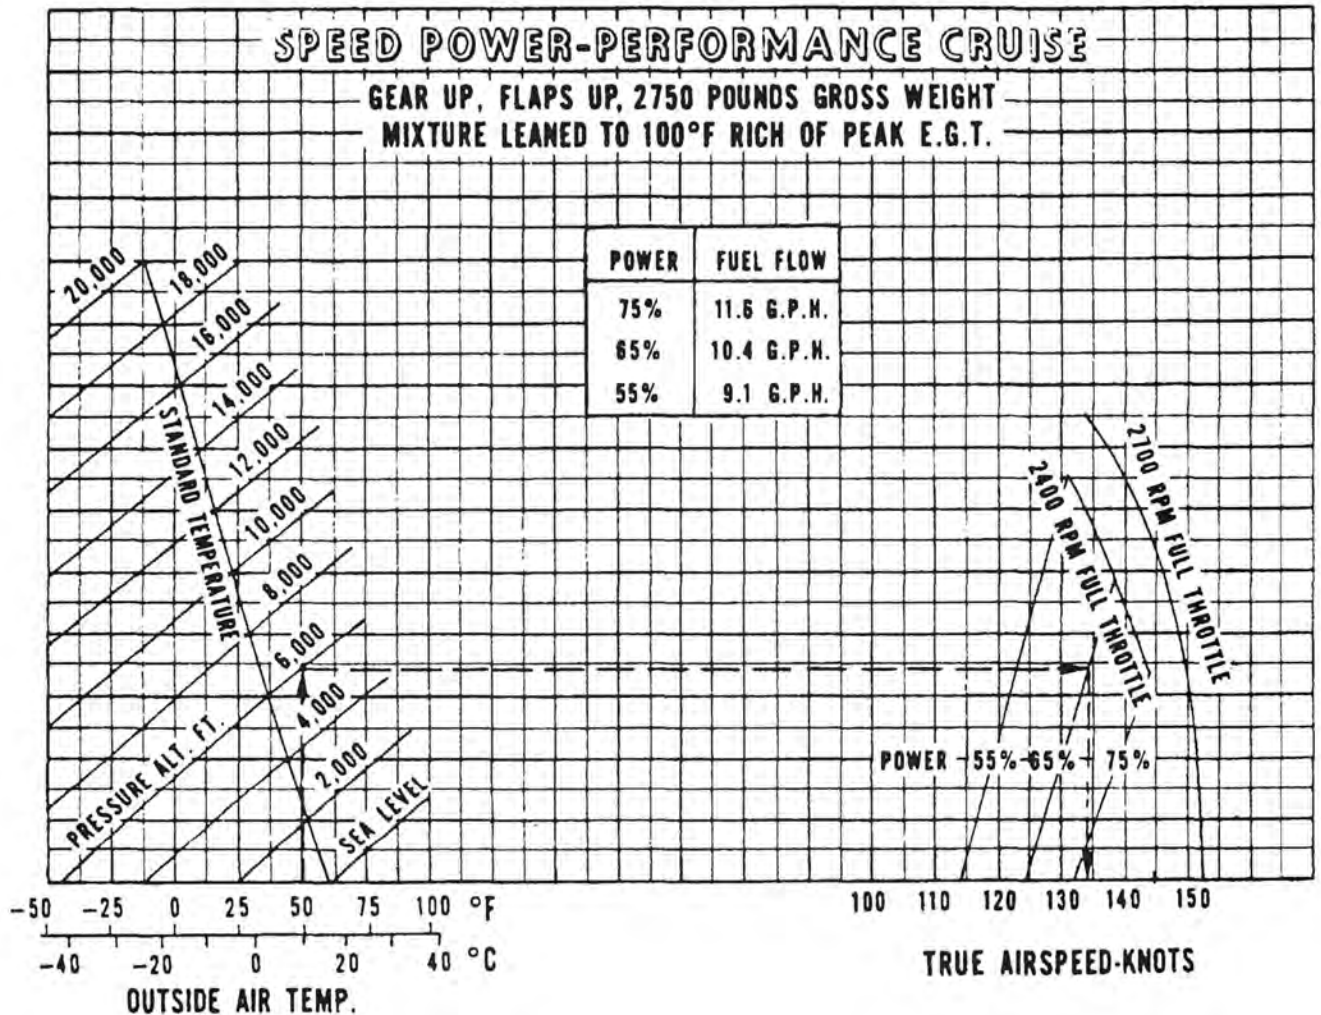 SPEED POWER-PERFORMANCE CRUISE
GEAR UP, FLAPS UP, 2750 POUNDS GROSS WEIGHT
MIXTURE LEANED TO 100°F RICH OF PEAK E.G.T.
POWER FUEL FLOW
75% 11.6 G.P.H.
65% 10.4 G.P.H.
55% 9.1 G.P.H.
20,000
18,000
16,000
14,000
12,000
10,000
8,000
6,000
4,000
2,000
SEA LEVEL
STANDARD TEMPERATURE
PRESSURE ALT. FT.
2400 RPM FULL THROTTLE
2700 RPM FULL THROTTLE
POWER 55% 65% 75%
-50 -25 0 25 50 75 100 °F
-40 -20 0 20 40 °C
OUTSIDE AIR TEMP.
100 110 120 130 140 150
TRUE AIRSPEED-KNOTS